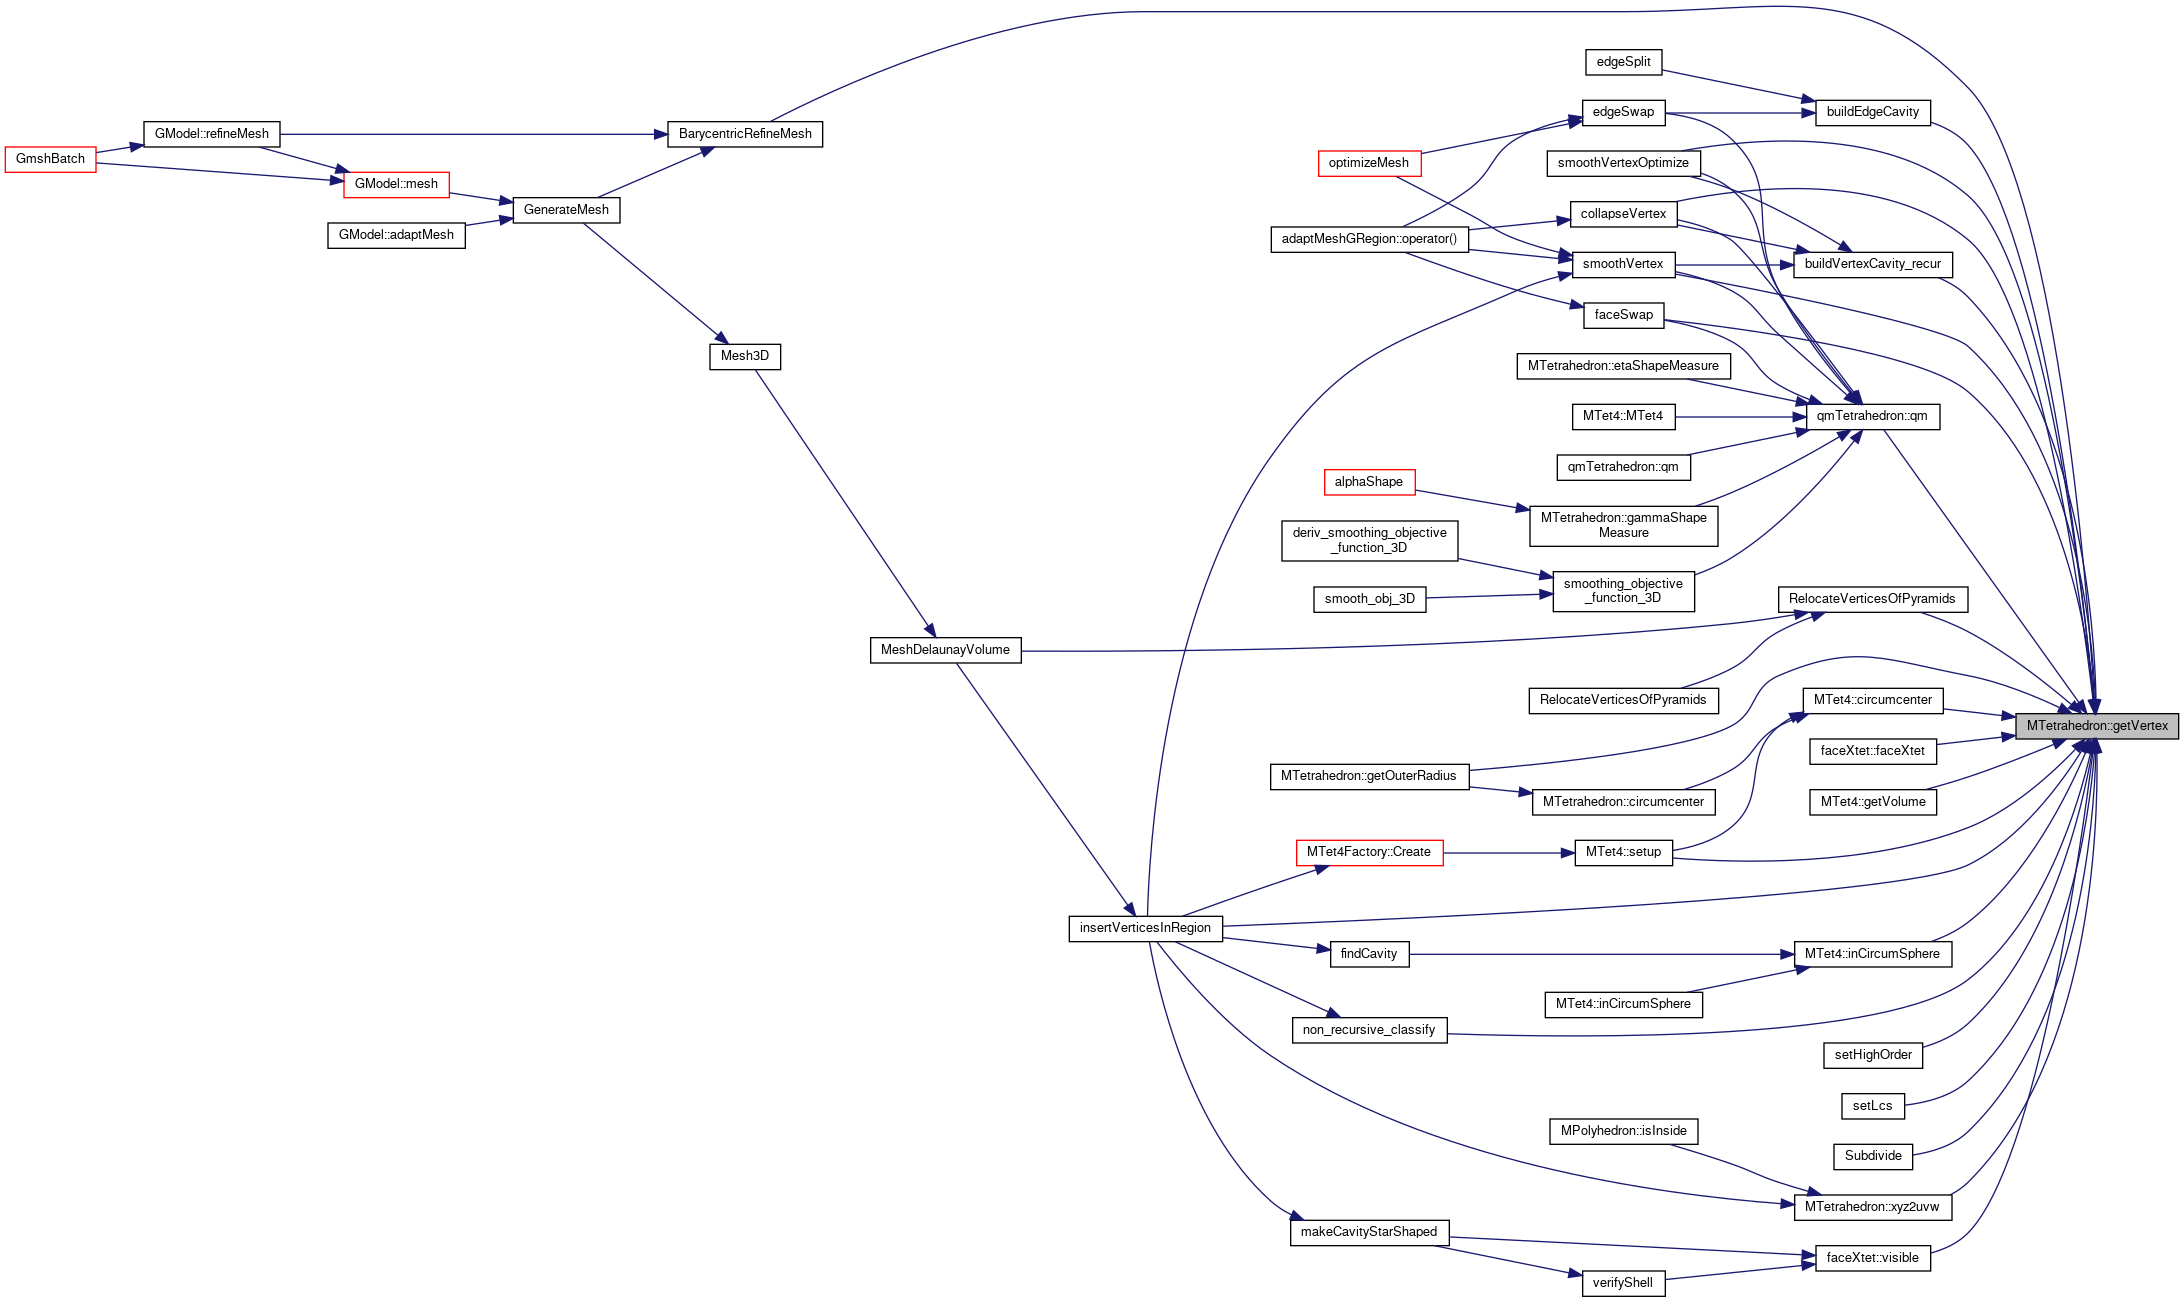 edgeSplit
buildEdgeCavity
edgeSwap
GModel::refineMesh
BarycentricRefineMesh
GmshBatch
optimizeMesh
smoothVertexOptimize
GModel::mesh
GenerateMesh
collapseVertex
GModel::adaptMesh
adaptMeshGRegion::operator()
smoothVertex
buildVertexCavity_recur
faceSwap
Mesh3D
MTetrahedron::etaShapeMeasure
MTet4::MTet4
qmTetrahedron::qm
qmTetrahedron::qm
alphaShape
MTetrahedron::gammaShape
Measure
deriv_smoothing_objective
_function_3D
smoothing_objective
_function_3D
smooth_obj_3D
RelocateVerticesOfPyramids
MeshDelaunayVolume
RelocateVerticesOfPyramids
MTet4::circumcenter
MTetrahedron::getVertex
faceXtet::faceXtet
MTetrahedron::getOuterRadius
MTetrahedron::circumcenter
MTet4::getVolume
MTet4Factory::Create
MTet4::setup
insertVerticesInRegion
findCavity
MTet4::inCircumSphere
MTet4::inCircumSphere
non_recursive_classify
setHighOrder
setLcs
MPolyhedron::isInside
Subdivide
MTetrahedron::xyz2uvw
makeCavityStarShaped
faceXtet::visible
verifyShell